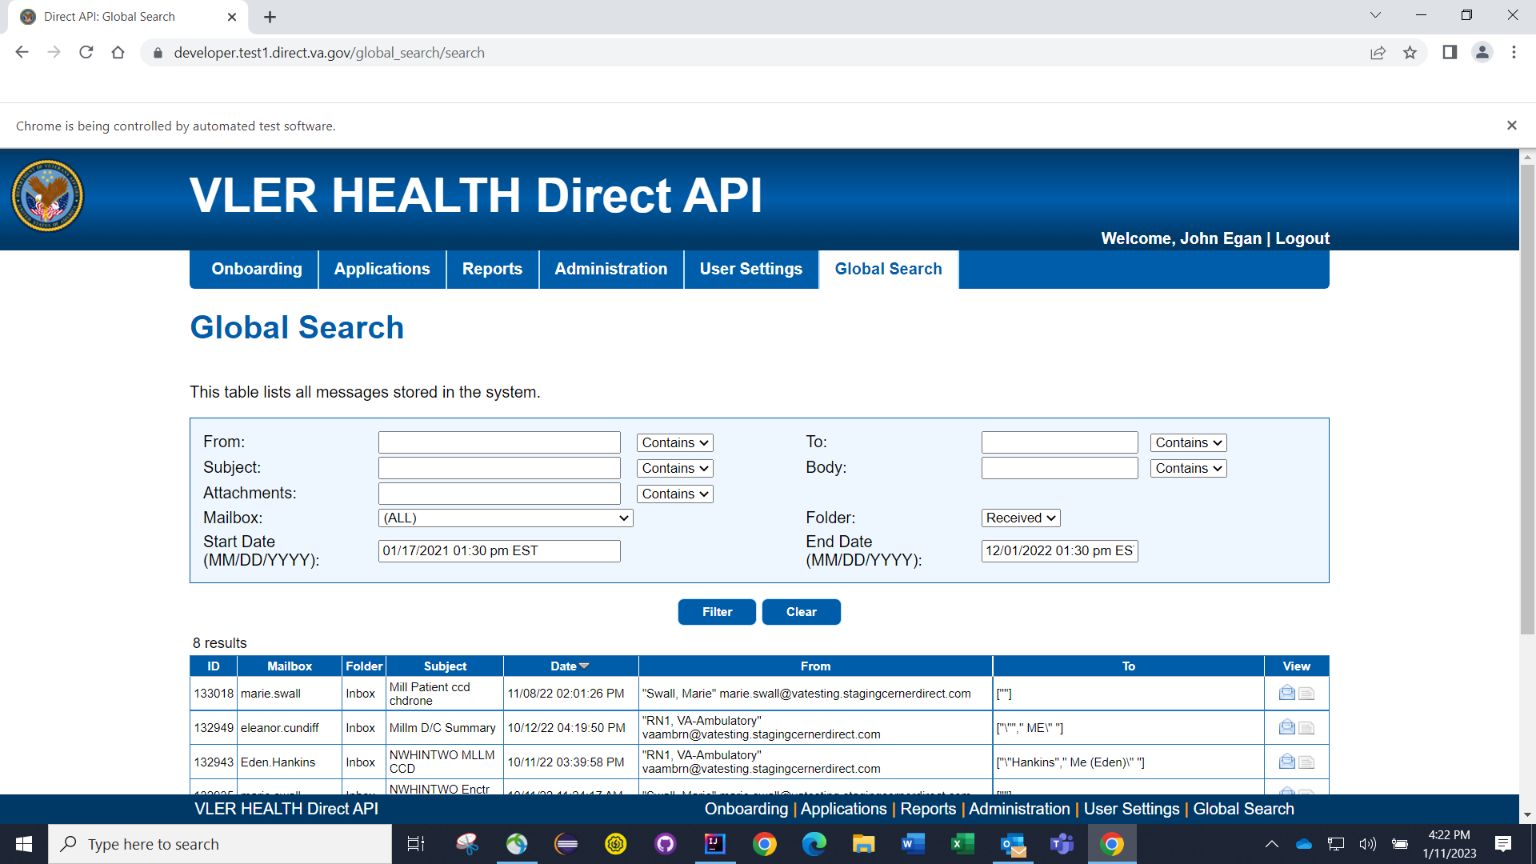 Direct API: Global Search
developer.test1.direct.va.gov/global_search/search
Chrome is being controlled by automated test software.
VLER HEALTH Direct API
Welcome, John Egan | Logout
Onboarding Applications Reports Administration User Settings Global Search
Global Search
This table lists all messages stored in the system.
From: Contains To: Contains
Subject: Contains Body: Contains
Attachments: Contains
Mailbox: (ALL) Folder: Received
Start Date End Date
(MM/DD/YYYY): 01/17/2021 01:30 pm EST (MM/DD/YYYY): 12/01/2022 01:30 pm ES
Filter Clear
8 results
ID Mailbox Folder Subject Date From To View
133018 marie.swall Inbox Mill Patient ccd chdrone 11/08/22 02:01:26 PM "Swall, Marie" marie.swall@vatesting.stagingcernerdirect.com [""]
132949 eleanor.cundiff Inbox Millm D/C Summary 10/12/22 04:19:50 PM "RN1, VA-Ambulatory" vaambrn@vatesting.stagingcernerdirect.com ["\""," ME\" "]
132943 Eden.Hankins Inbox NWHINTWO MLLM CCD 10/11/22 03:39:58 PM "RN1, VA-Ambulatory" vaambrn@vatesting.stagingcernerdirect.com ["\"Hankins"," Me (Eden)\" "]
NWHINTWO Enctr
VLER HEALTH Direct API Onboarding | Applications | Reports | Administration | User Settings | Global Search
Type here to search
4:22 PM
1/11/2023